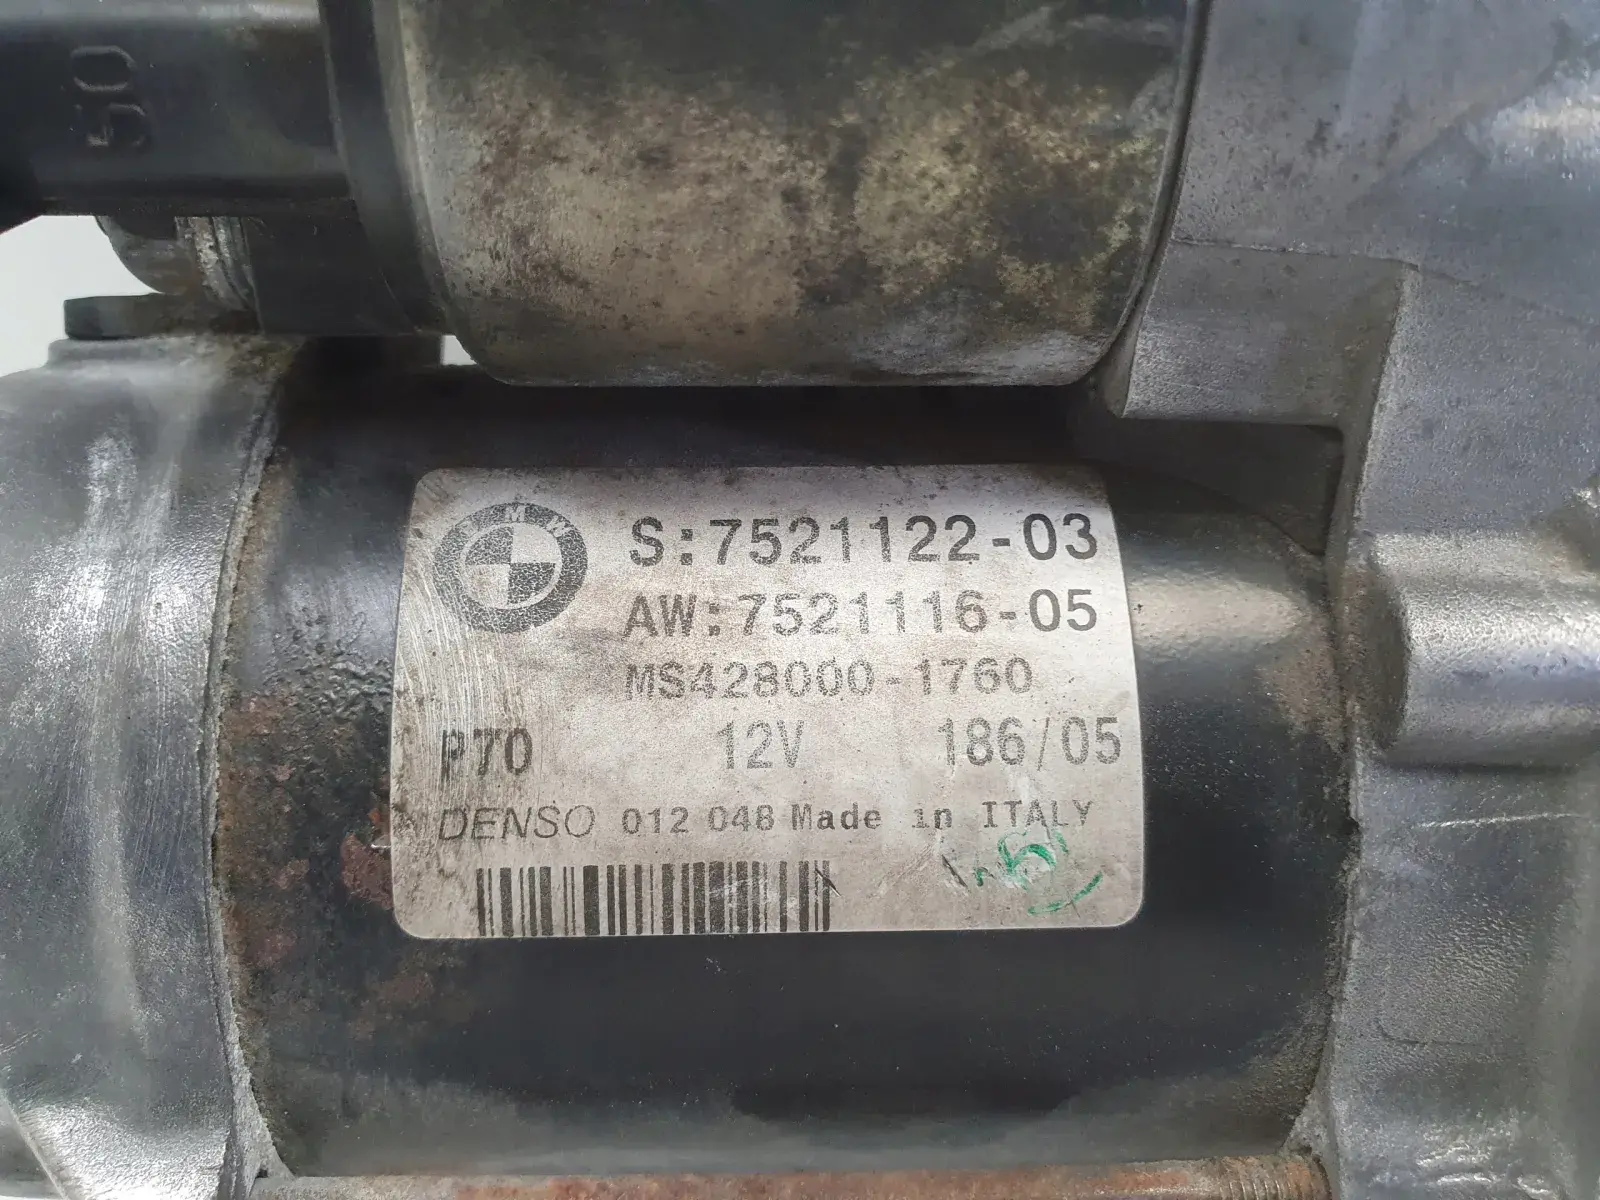 50
BMW
S:7521122-03
AW:7521116-05
MS428000-1760
P70 12V 186/05
DENSO 012 048 Made in ITALY